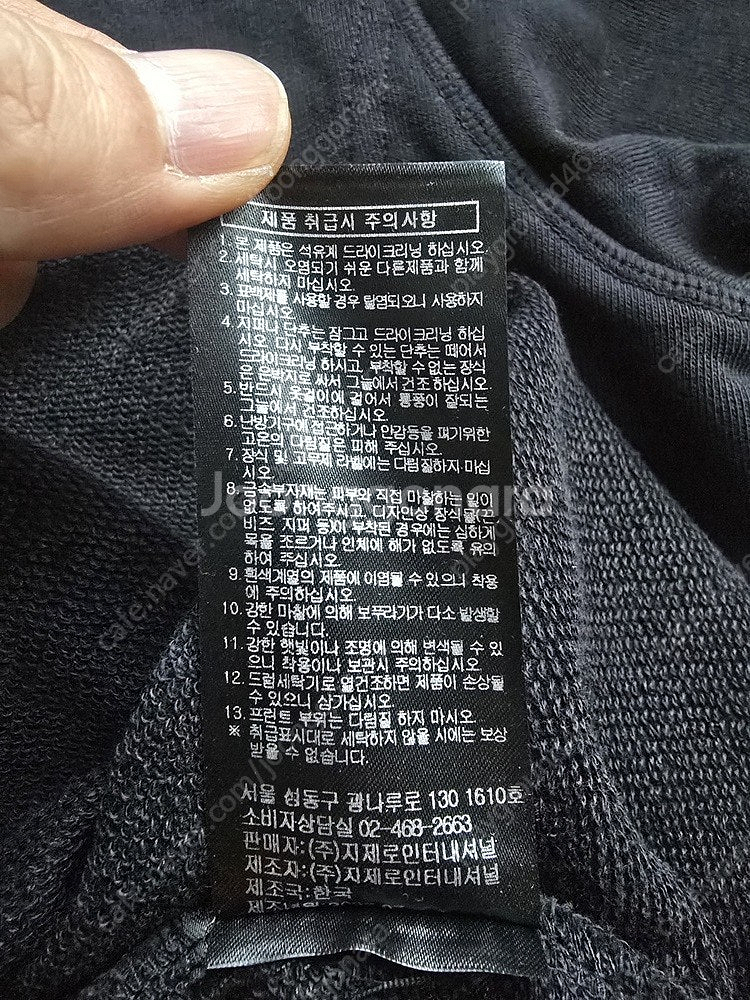 제품 취급시 주의사항
1. 본 제품은 석유계 드라이크리닝 하십시오.
2. 세탁시, 오염되기 쉬운 다른제품과 함께
세탁하지 마십시오.
3. 표백제를 사용할 경우 탈염되오니 사용하지
마십시오.
4. 지퍼나 단추는 잠그고 드라이크리닝 하십
시오. 다시 부착할 수 있는 단추는 떼어서
드라이크리닝 하시고, 부착할 수 없는 장식
은 은박지로 싸서 그늘에서 건조 하십시오.
5. 반드시 옷걸이에 걸어서 통풍이 잘되는
그늘에서 건조하십시오.
6. 난방기구에 접근하거나 안감등을 펴기위한
고온의 다림질은 피해 주십시오.
7. 장식 및 고무제 라벨에는 다림질하지 마십
시오.
8. 금속부자재는 피부와 직접 마찰하는 일이
없도록 하여주시고, 디자인상 장식물(끈,
비즈, 지퍼 등)이 부착된 경우에는 심하게
목을 조르거나 인체에 해가 없도록 유의
하여 주십시오.
9. 흰색계열의 제품에 이염될 수 있으니 착용
에 주의하십시오.
10. 강한 마찰에 의해 보푸라기가 다소 발생할
수 있습니다.
11. 강한 햇빛이나 조명에 의해 변색될 수 있
으니 착용이나 보관시 주의하십시오.
12. 드럼세탁기로 열건조하면 제품이 손상될
수 있으니 삼가십시오.
13. 프린트 부위는 다림질 하지 마시오.
※ 취급표시대로 세탁하지 않을 시에는 보상
받을 수 없습니다.
서울 성동구 광나루로 130 1610호
소비자상담실 02-468-2663
판매자:(주)지제로인터내셔널
제조자:(주)지제로인터내셔널
제조국:한국
제조년월